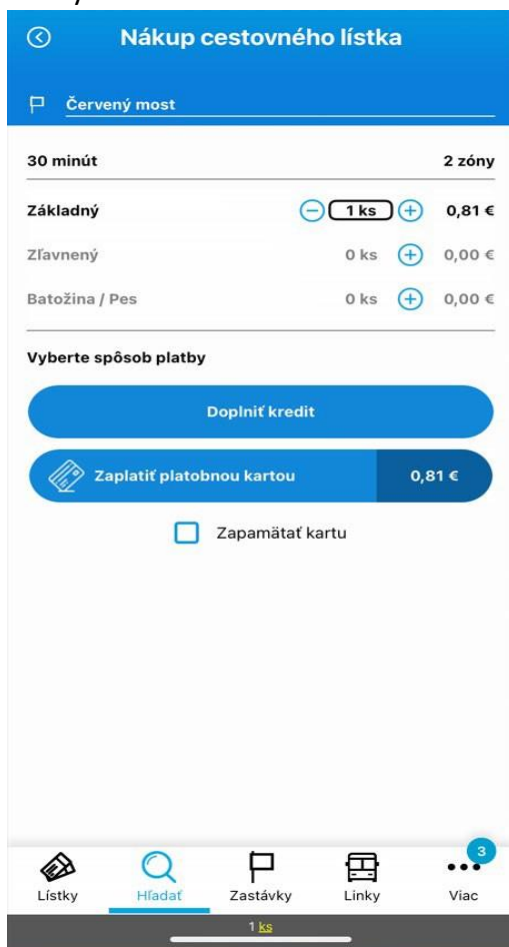 Nákup cestovného lístka
Červený most
30 minút 2 zóny
Základný 1 ks 0,81 €
Zľavnený 0 ks 0,00 €
Batožina / Pes 0 ks 0,00 €
Vyberte spôsob platby
Doplniť kredit
Zaplatiť platobnou kartou 0,81 €
Zapamätať kartu
3
Lístky Hľadať Zastávky Linky Viac
1 ks